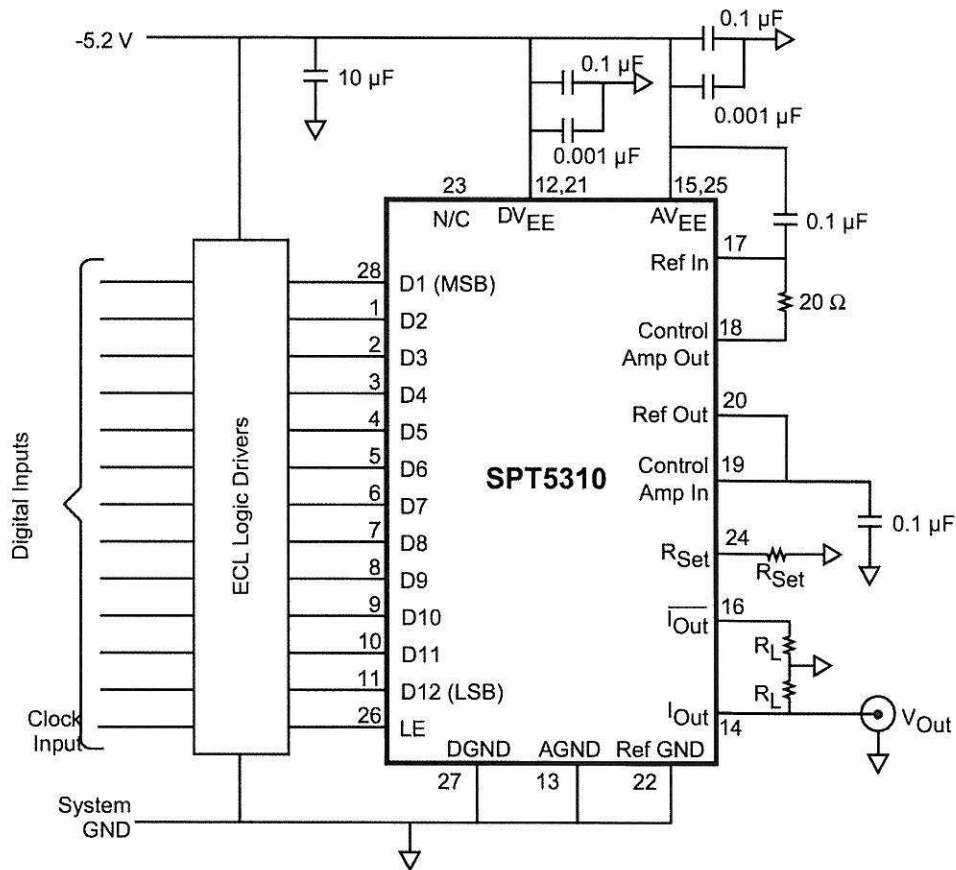 -5.2 V
10 µF
0.1 µF
0.001 µF
0.1 µF
0.001 µF
23
N/C
12,21
DVEE
15,25
AVEE
0.1 µF
17
Ref In
20 Ω
18
Control
Amp Out
20
Ref Out
19
Control
Amp In
0.1 µF
24
RSet
RSet
16
IOut
RL
RL
IOut
14
VOut
SPT5310
Digital Inputs
ECL Logic Drivers
28
D1 (MSB)
1
D2
2
D3
3
D4
4
D5
5
D6
6
D7
7
D8
8
D9
9
D10
10
D11
11
D12 (LSB)
26
LE
Clock
Input
DGND
AGND
Ref GND
27
13
22
System
GND